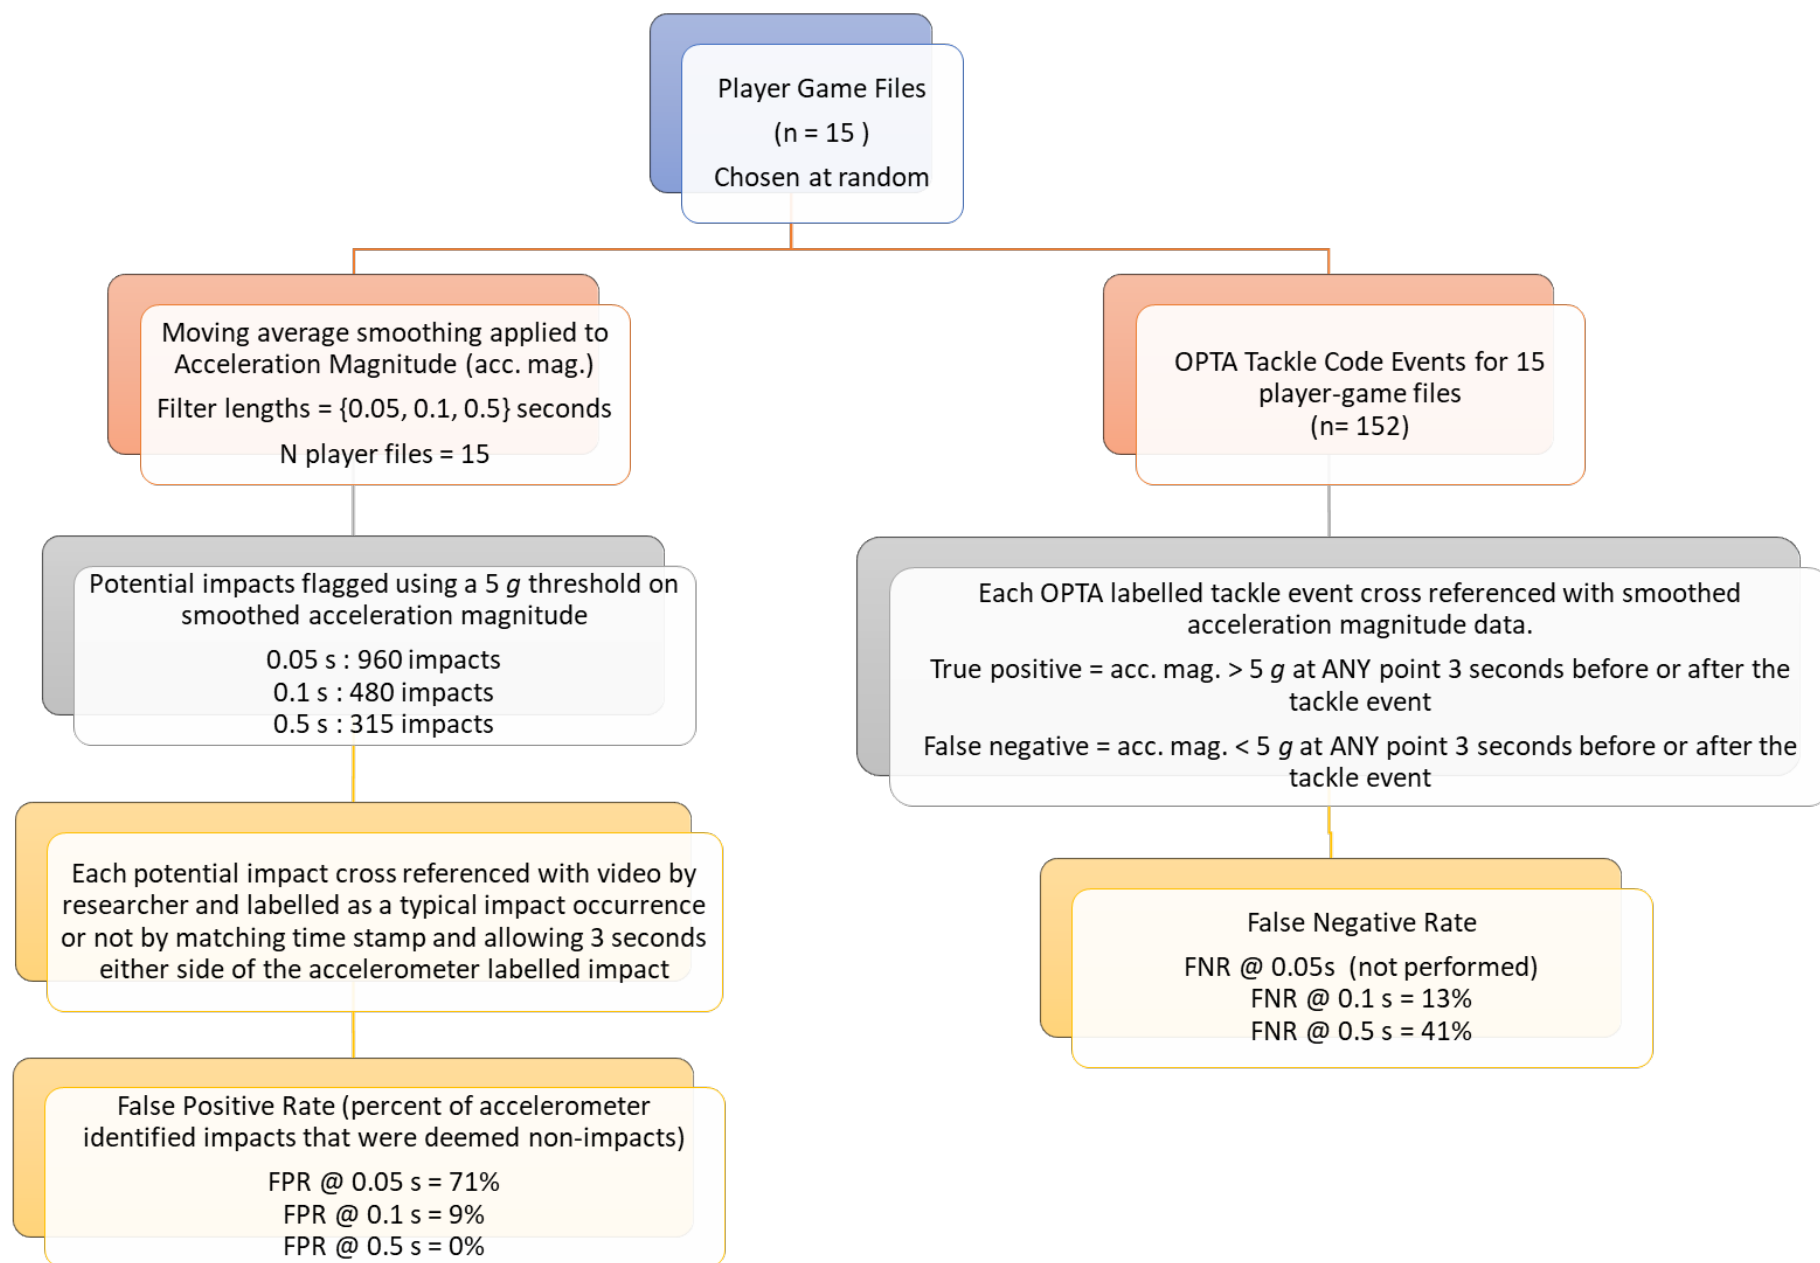 Player Game Files
(n = 15 )
Chosen at random
Moving average smoothing applied to
Acceleration Magnitude (acc. mag.)
Filter lengths = {0.05, 0.1, 0.5} seconds
N player files = 15
OPTA Tackle Code Events for 15
player-game files
(n= 152)
Potential impacts flagged using a 5 g threshold on
smoothed acceleration magnitude
0.05 s : 960 impacts
0.1 s : 480 impacts
0.5 s : 315 impacts
Each OPTA labelled tackle event cross referenced with smoothed
acceleration magnitude data.
True positive = acc. mag. > 5 g at ANY point 3 seconds before or after the
tackle event
False negative = acc. mag. < 5 g at ANY point 3 seconds before or after the
tackle event
Each potential impact cross referenced with video by
researcher and labelled as a typical impact occurrence
or not by matching time stamp and allowing 3 seconds
either side of the accelerometer labelled impact
False Negative Rate
FNR @ 0.05s (not performed)
FNR @ 0.1 s = 13%
FNR @ 0.5 s = 41%
False Positive Rate (percent of accelerometer
identified impacts that were deemed non-impacts)
FPR @ 0.05 s = 71%
FPR @ 0.1 s = 9%
FPR @ 0.5 s = 0%